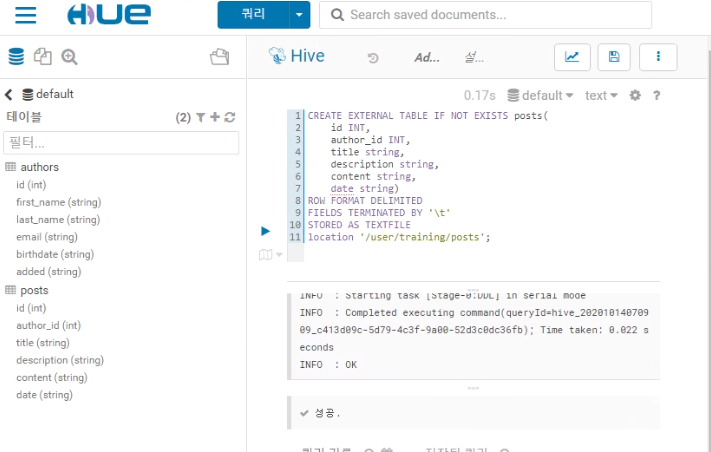 HUE
쿼리
Search saved documents...
default
테이블
(2)
필터...
authors
id (int)
first_name (string)
last_name (string)
email (string)
birthdate (string)
added (string)
posts
id (int)
author_id (int)
title (string)
description (string)
content (string)
date (string)
Hive
Ad...
설...
0.17s default text ?
1 CREATE EXTERNAL TABLE IF NOT EXISTS posts(
2 id INT,
3 author_id INT,
4 title string,
5 description string,
6 content string,
7 date string)
8 ROW FORMAT DELIMITED
9 FIELDS TERMINATED BY '\t'
10 STORED AS TEXTFILE
11 location '/user/training/posts';
INFO : Starting task [Stage-0:DDL] in serial mode
INFO : Completed executing command(queryId=hive_202010140709
09_c413d09c-5d79-4c3f-9a00-52d3c0dc36fb); Time taken: 0.022 s
econds
INFO : OK
성공.